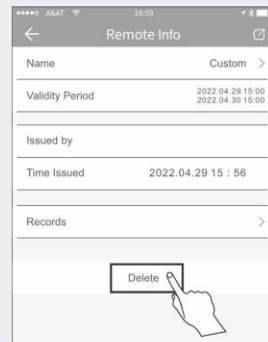 A&AT 16:59
Remote Info
Name Custom >
Validity Period 2022.04.29 15:00
2022.04.30 15:00
Issued by
Time Issued 2022.04.29 15 : 56
Records >
Delete